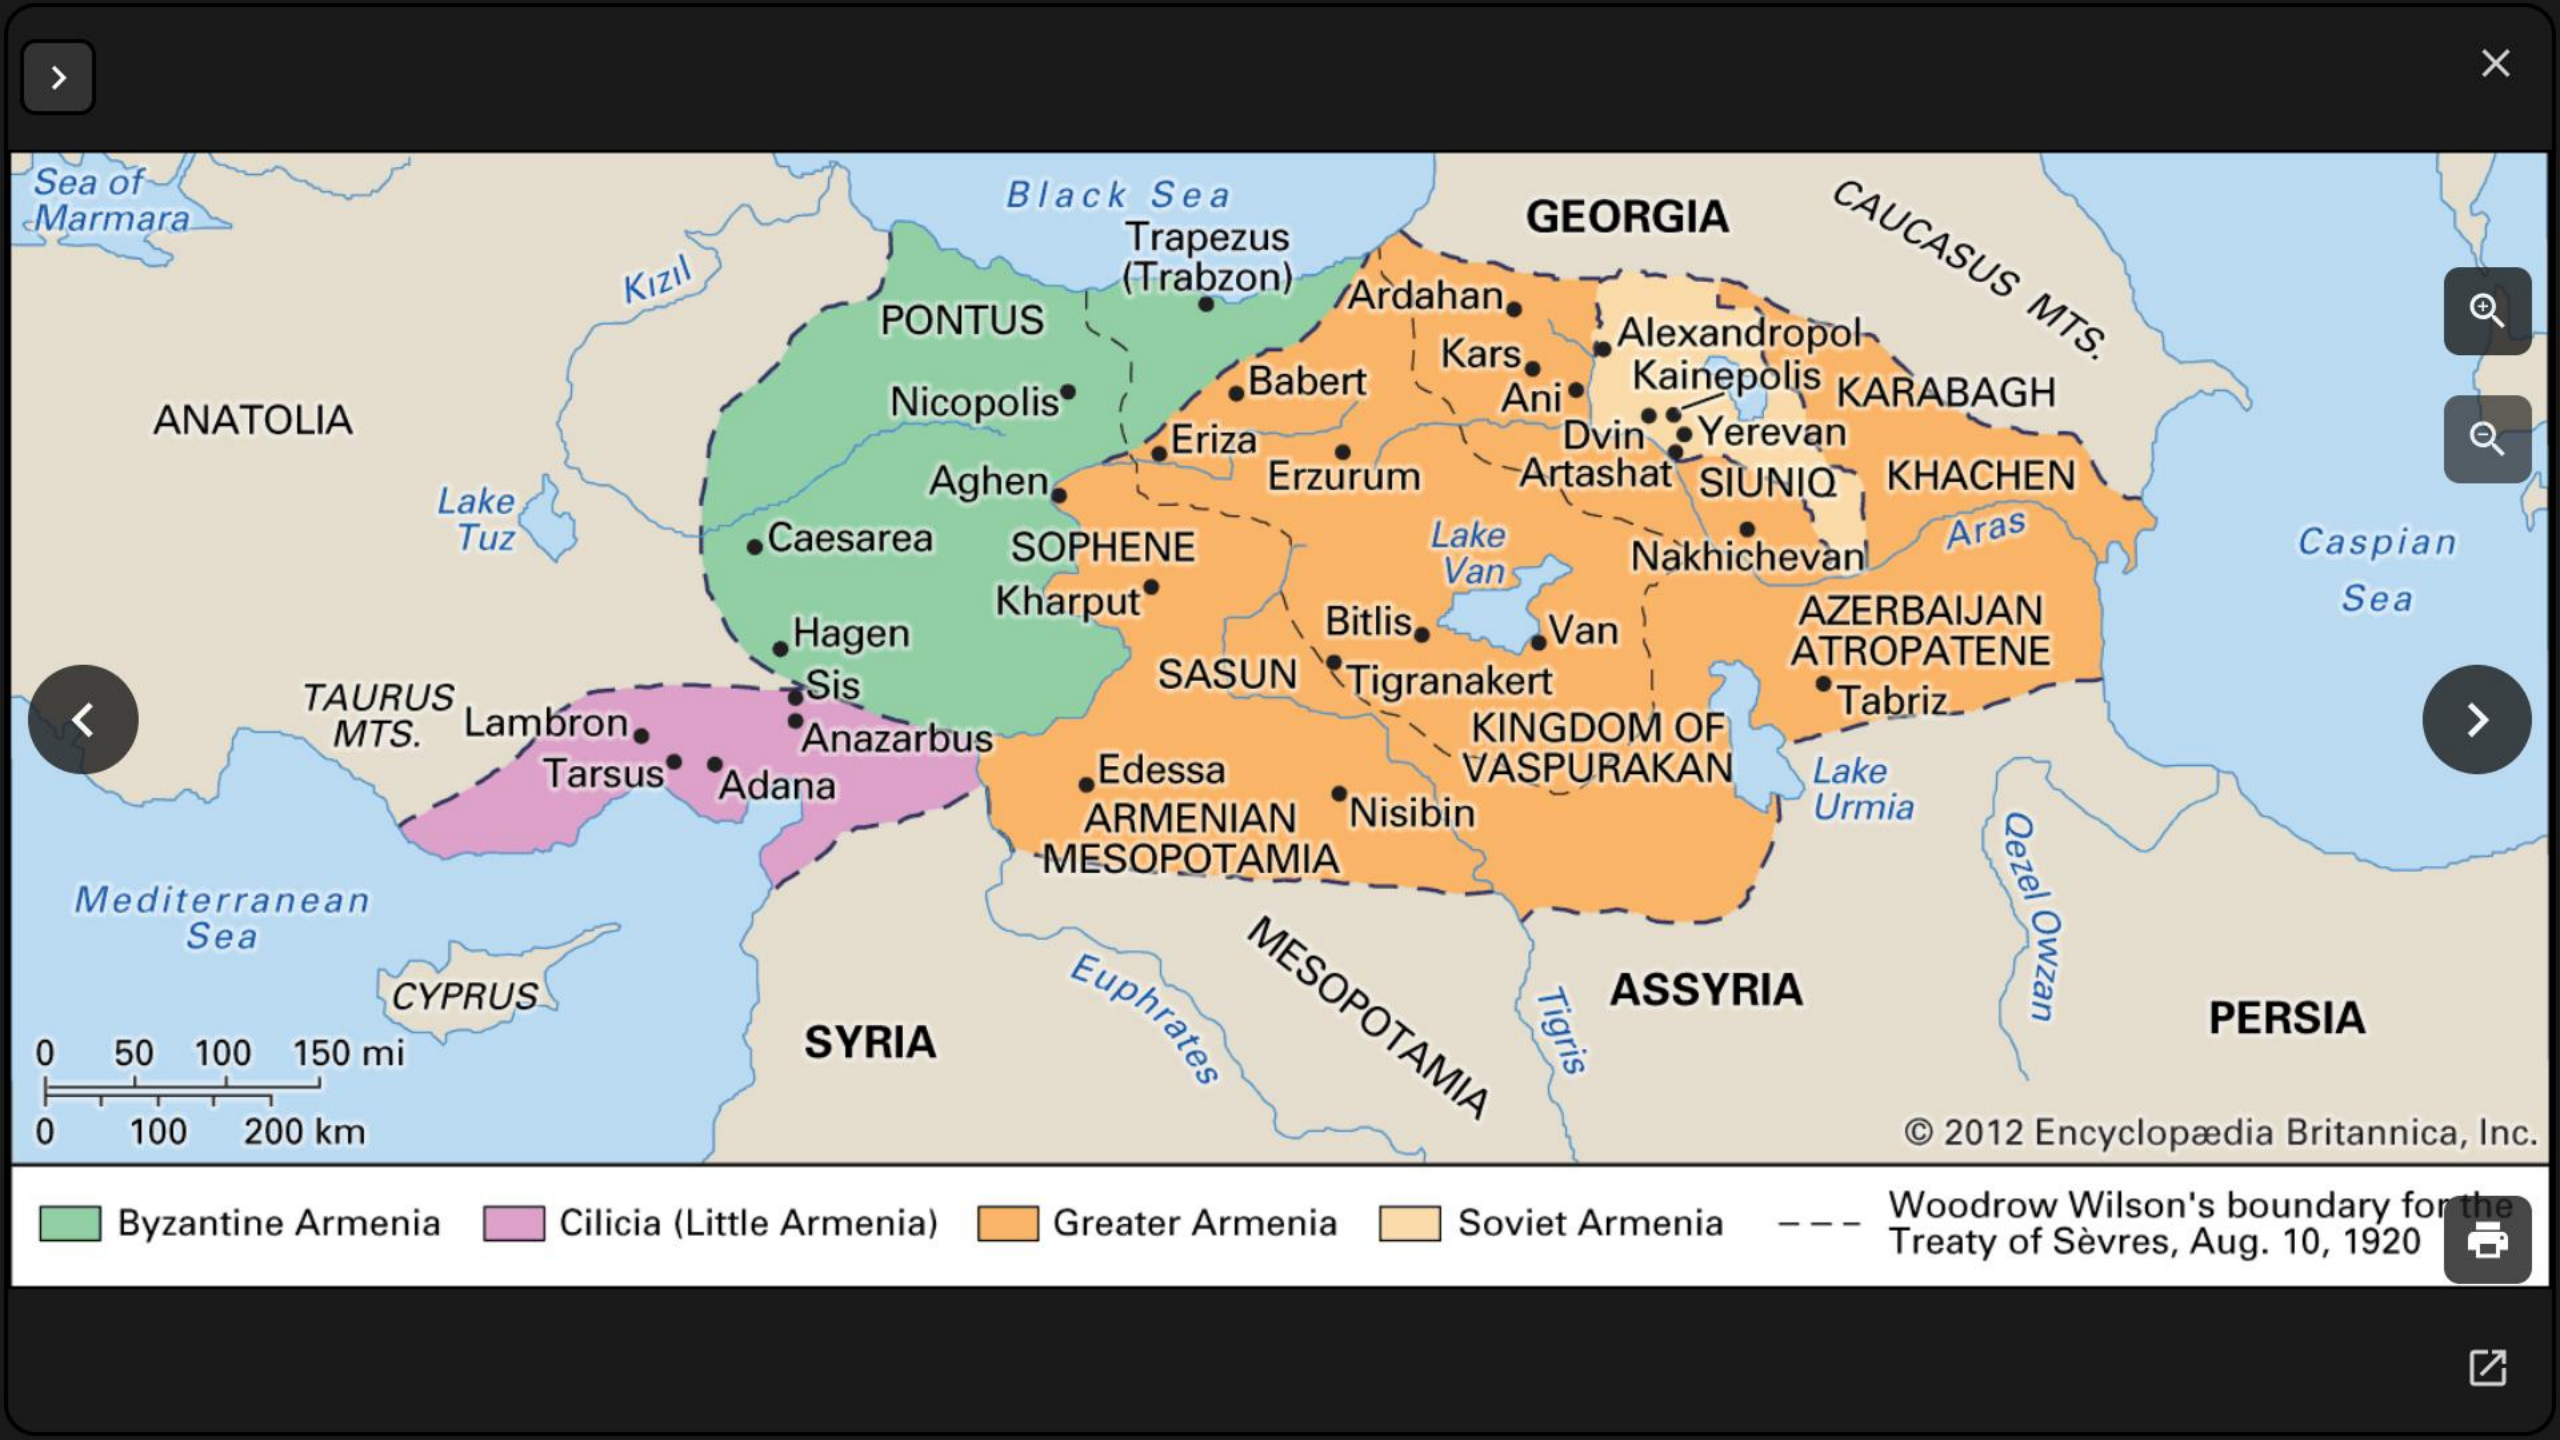 Sea of
Marmara
Black Sea
Trapezus
(Trabzon)
GEORGIA
CAUCASUS MTS.
Kızıl
PONTUS
Ardahan
Alexandropol
Kars
Kainepolis
Babert
Ani
KARABAGH
ANATOLIA
Nicopolis
Eriza
Dvin
Yerevan
Aghen
Erzurum
Artashat
SIUNIQ
KHACHEN
Lake
Tuz
Caesarea
SOPHENE
Lake
Van
Nakhichevan
Aras
Caspian
Sea
Kharput
Bitlis
Van
AZERBAIJAN
ATROPATENE
Hagen
SASUN
Tigranakert
Tabriz
TAURUS
MTS.
Sis
Lambron
Anazarbus
KINGDOM OF
VASPURAKAN
Tarsus
Adana
Edessa
Nisibin
Lake
Urmia
ARMENIAN
MESOPOTAMIA
Qezel Owzan
Mediterranean
Sea
CYPRUS
MESOPOTAMIA
Euphrates
Tigris
ASSYRIA
PERSIA
SYRIA
0 50 100 150 mi
0 100 200 km
© 2012 Encyclopædia Britannica, Inc.
Byzantine Armenia
Cilicia (Little Armenia)
Greater Armenia
Soviet Armenia
Woodrow Wilson's boundary for the
Treaty of Sèvres, Aug. 10, 1920